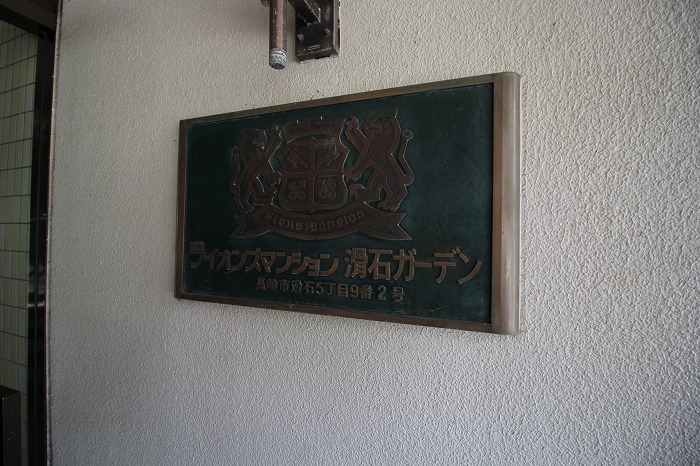 Lions Mansion
ライオンズマンション 滑石ガーデン
長崎市滑石5丁目9番2号